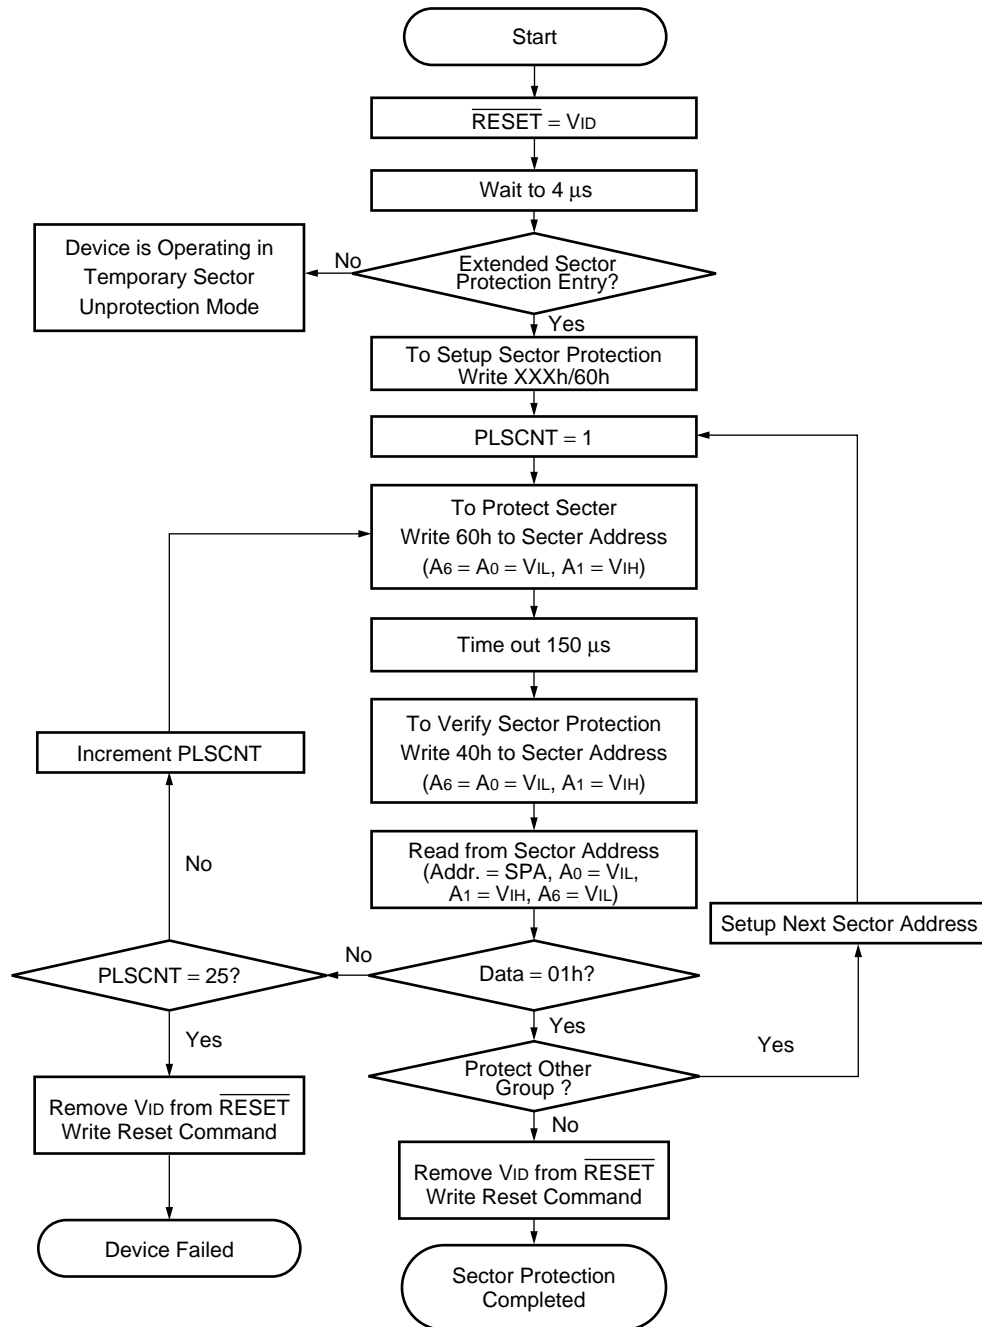 Start
RESET = VID
Wait to 4 μs
Device is Operating in
Temporary Sector
Unprotection Mode
No
Extended Sector
Protection Entry?
Yes
To Setup Sector Protection
Write XXXh/60h
PLSCNT = 1
To Protect Secter
Write 60h to Secter Address
(A6 = A0 = VIL, A1 = VIH)
Time out 150 μs
To Verify Sector Protection
Write 40h to Secter Address
(A6 = A0 = VIL, A1 = VIH)
Increment PLSCNT
Read from Sector Address
(Addr. = SPA, A0 = VIL,
A1 = VIH, A6 = VIL)
No
Setup Next Sector Address
PLSCNT = 25?
No
Data = 01h?
Yes
Yes
Yes
Protect Other
Group ?
No
Remove VID from RESET
Write Reset Command
Remove VID from RESET
Write Reset Command
Device Failed
Sector Protection
Completed